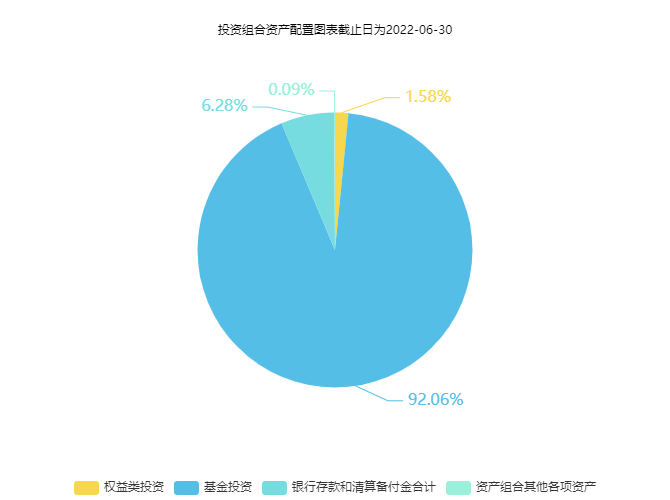 投资组合资产配置图表截止日为2022-06-30
0.09%
1.58%
6.28%
92.06%
权益类投资 基金投资 银行存款和清算备付金合计 资产组合其他各项资产